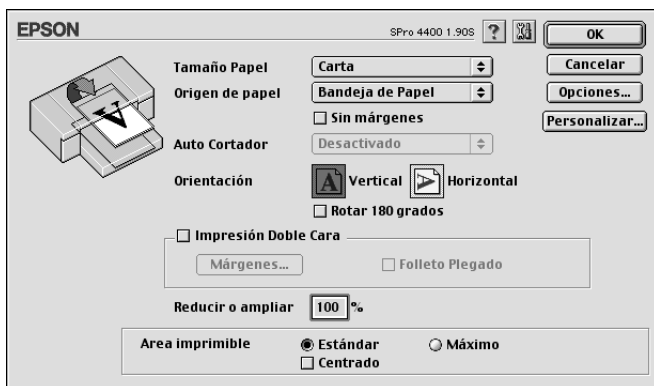 EPSON
SPro 4400 1.90S ? OK
Tamaño Papel Carta Cancelar
Origen de papel Bandeja de Papel Opciones...
Sin márgenes Personalizar...
Auto Cortador Desactivado
Orientación A Vertical A Horizontal
Rotar 180 grados
Impresión Doble Cara
Márgenes... Folleto Plegado
Reducir o ampliar 100 %
Area imprimible Estándar Máximo
Centrado